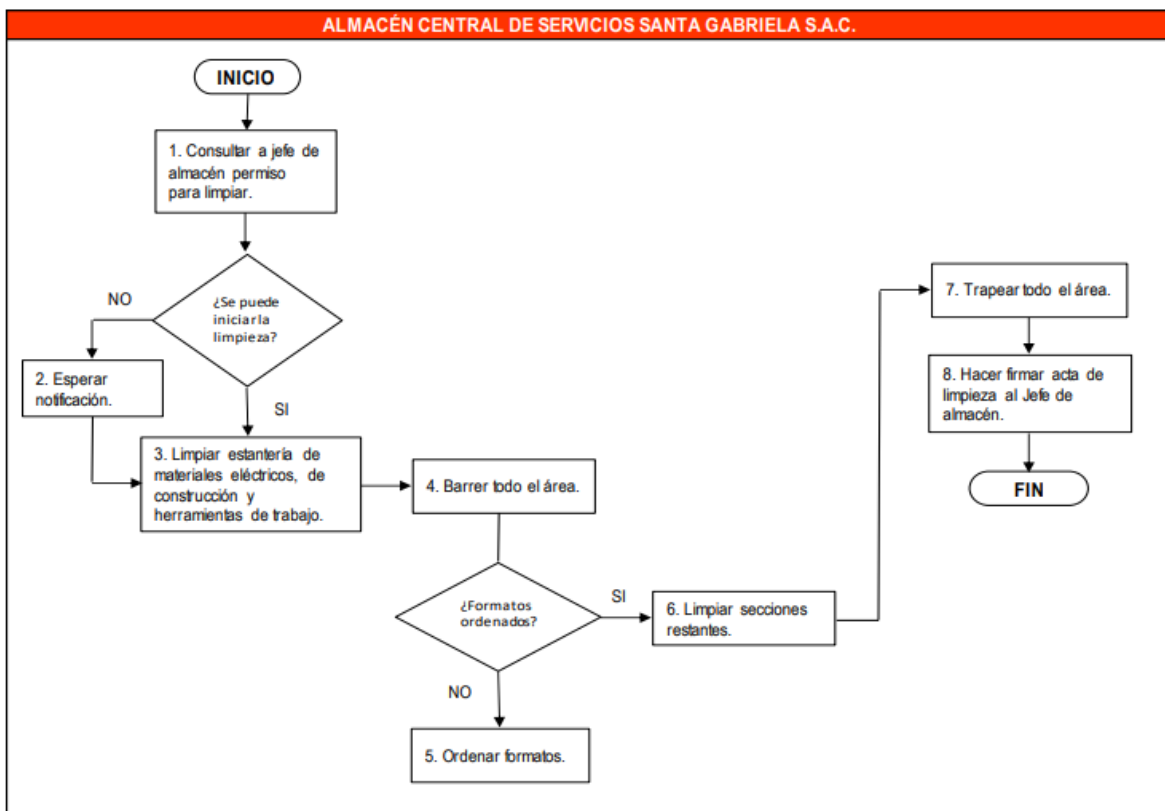 ALMACÉN CENTRAL DE SERVICIOS SANTA GABRIELA S.A.C.
INICIO
1. Consultar a jefe de
almacén permiso
para limpiar.
¿Se puede
iniciar la
limpieza?
NO
SI
2. Esperar
notificación.
3. Limpiar estantería de
materiales eléctricos, de
construcción y
herramientas de trabajo.
4. Barrer todo el área.
¿Formatos
ordenados?
SI
NO
5. Ordenar formatos.
6. Limpiar secciones
restantes.
7. Trapear todo el área.
8. Hacer firmar acta de
limpieza al Jefe de
almacén.
FIN